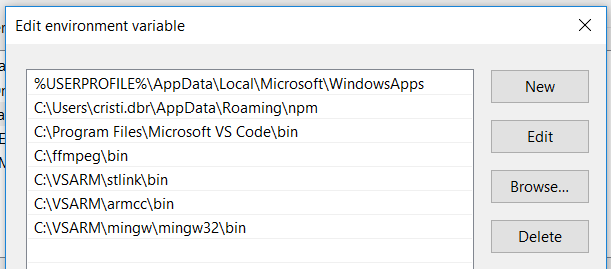 Edit environment variable
%USERPROFILE%\AppData\Local\Microsoft\WindowsApps
New
C:\Users\cristi.dbr\AppData\Roaming\npm
C:\Program Files\Microsoft VS Code\bin
Edit
C:\ffmpeg\bin
C:\VSARM\stlink\bin
Browse...
C:\VSARM\armcc\bin
C:\VSARM\mingw\mingw32\bin
Delete